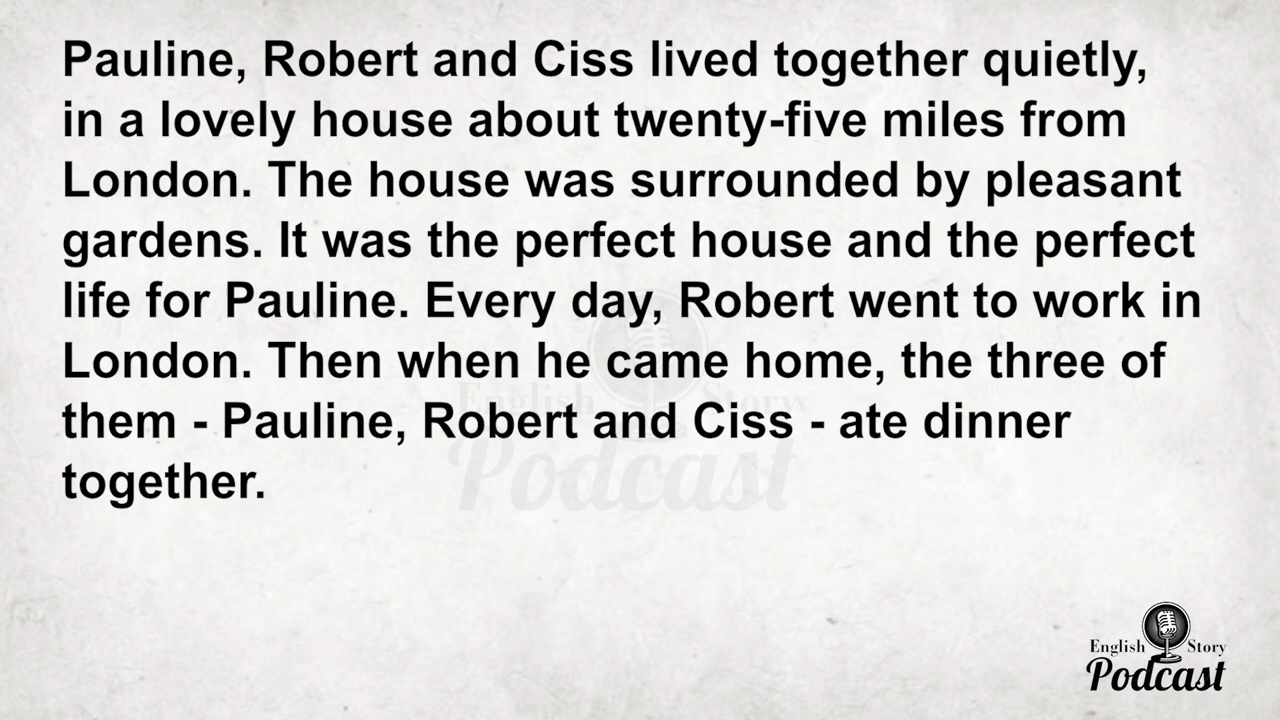 Pauline, Robert and Ciss lived together quietly,
in a lovely house about twenty-five miles from
London. The house was surrounded by pleasant
gardens. It was the perfect house and the perfect
life for Pauline. Every day, Robert went to work in
London. Then when he came home, the three of
them - Pauline, Robert and Ciss - ate dinner
together.
English Story
Podcast
English Story
Podcast